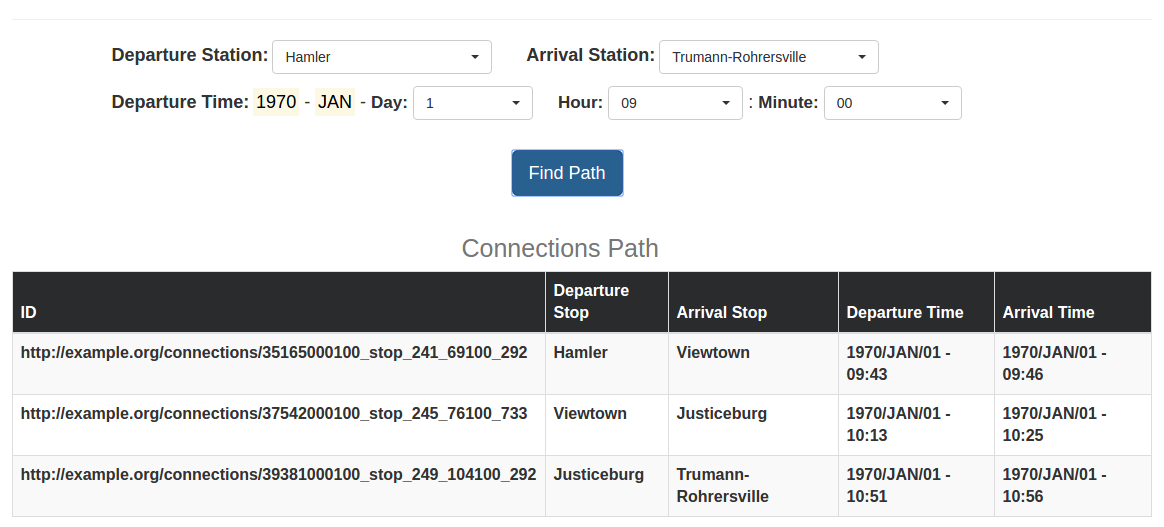 Departure Station: Hamler Arrival Station: Trumann-Rohrersville
Departure Time: 1970 - JAN - Day: 1 Hour: 09 : Minute: 00
Find Path
Connections Path
ID Departure Stop Arrival Stop Departure Time Arrival Time
http://example.org/connections/35165000100_stop_241_69100_292 Hamler Viewtown 1970/JAN/01 - 09:43 1970/JAN/01 - 09:46
http://example.org/connections/37542000100_stop_245_76100_733 Viewtown Justiceburg 1970/JAN/01 - 10:13 1970/JAN/01 - 10:25
http://example.org/connections/39381000100_stop_249_104100_292 Justiceburg Trumann-Rohrersville 1970/JAN/01 - 10:51 1970/JAN/01 - 10:56